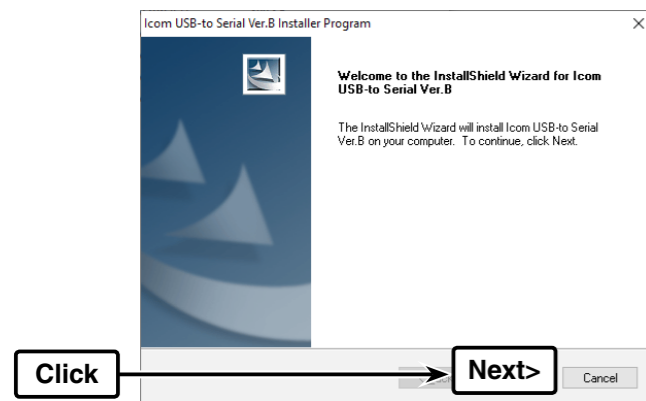 Icom USB-to Serial Ver.B Installer Program
Welcome to the InstallShield Wizard for Icom
USB-to Serial Ver.B
The InstallShield Wizard will install Icom USB-to Serial
Ver.B on your computer. To continue, click Next.
Click
Next>
Cancel